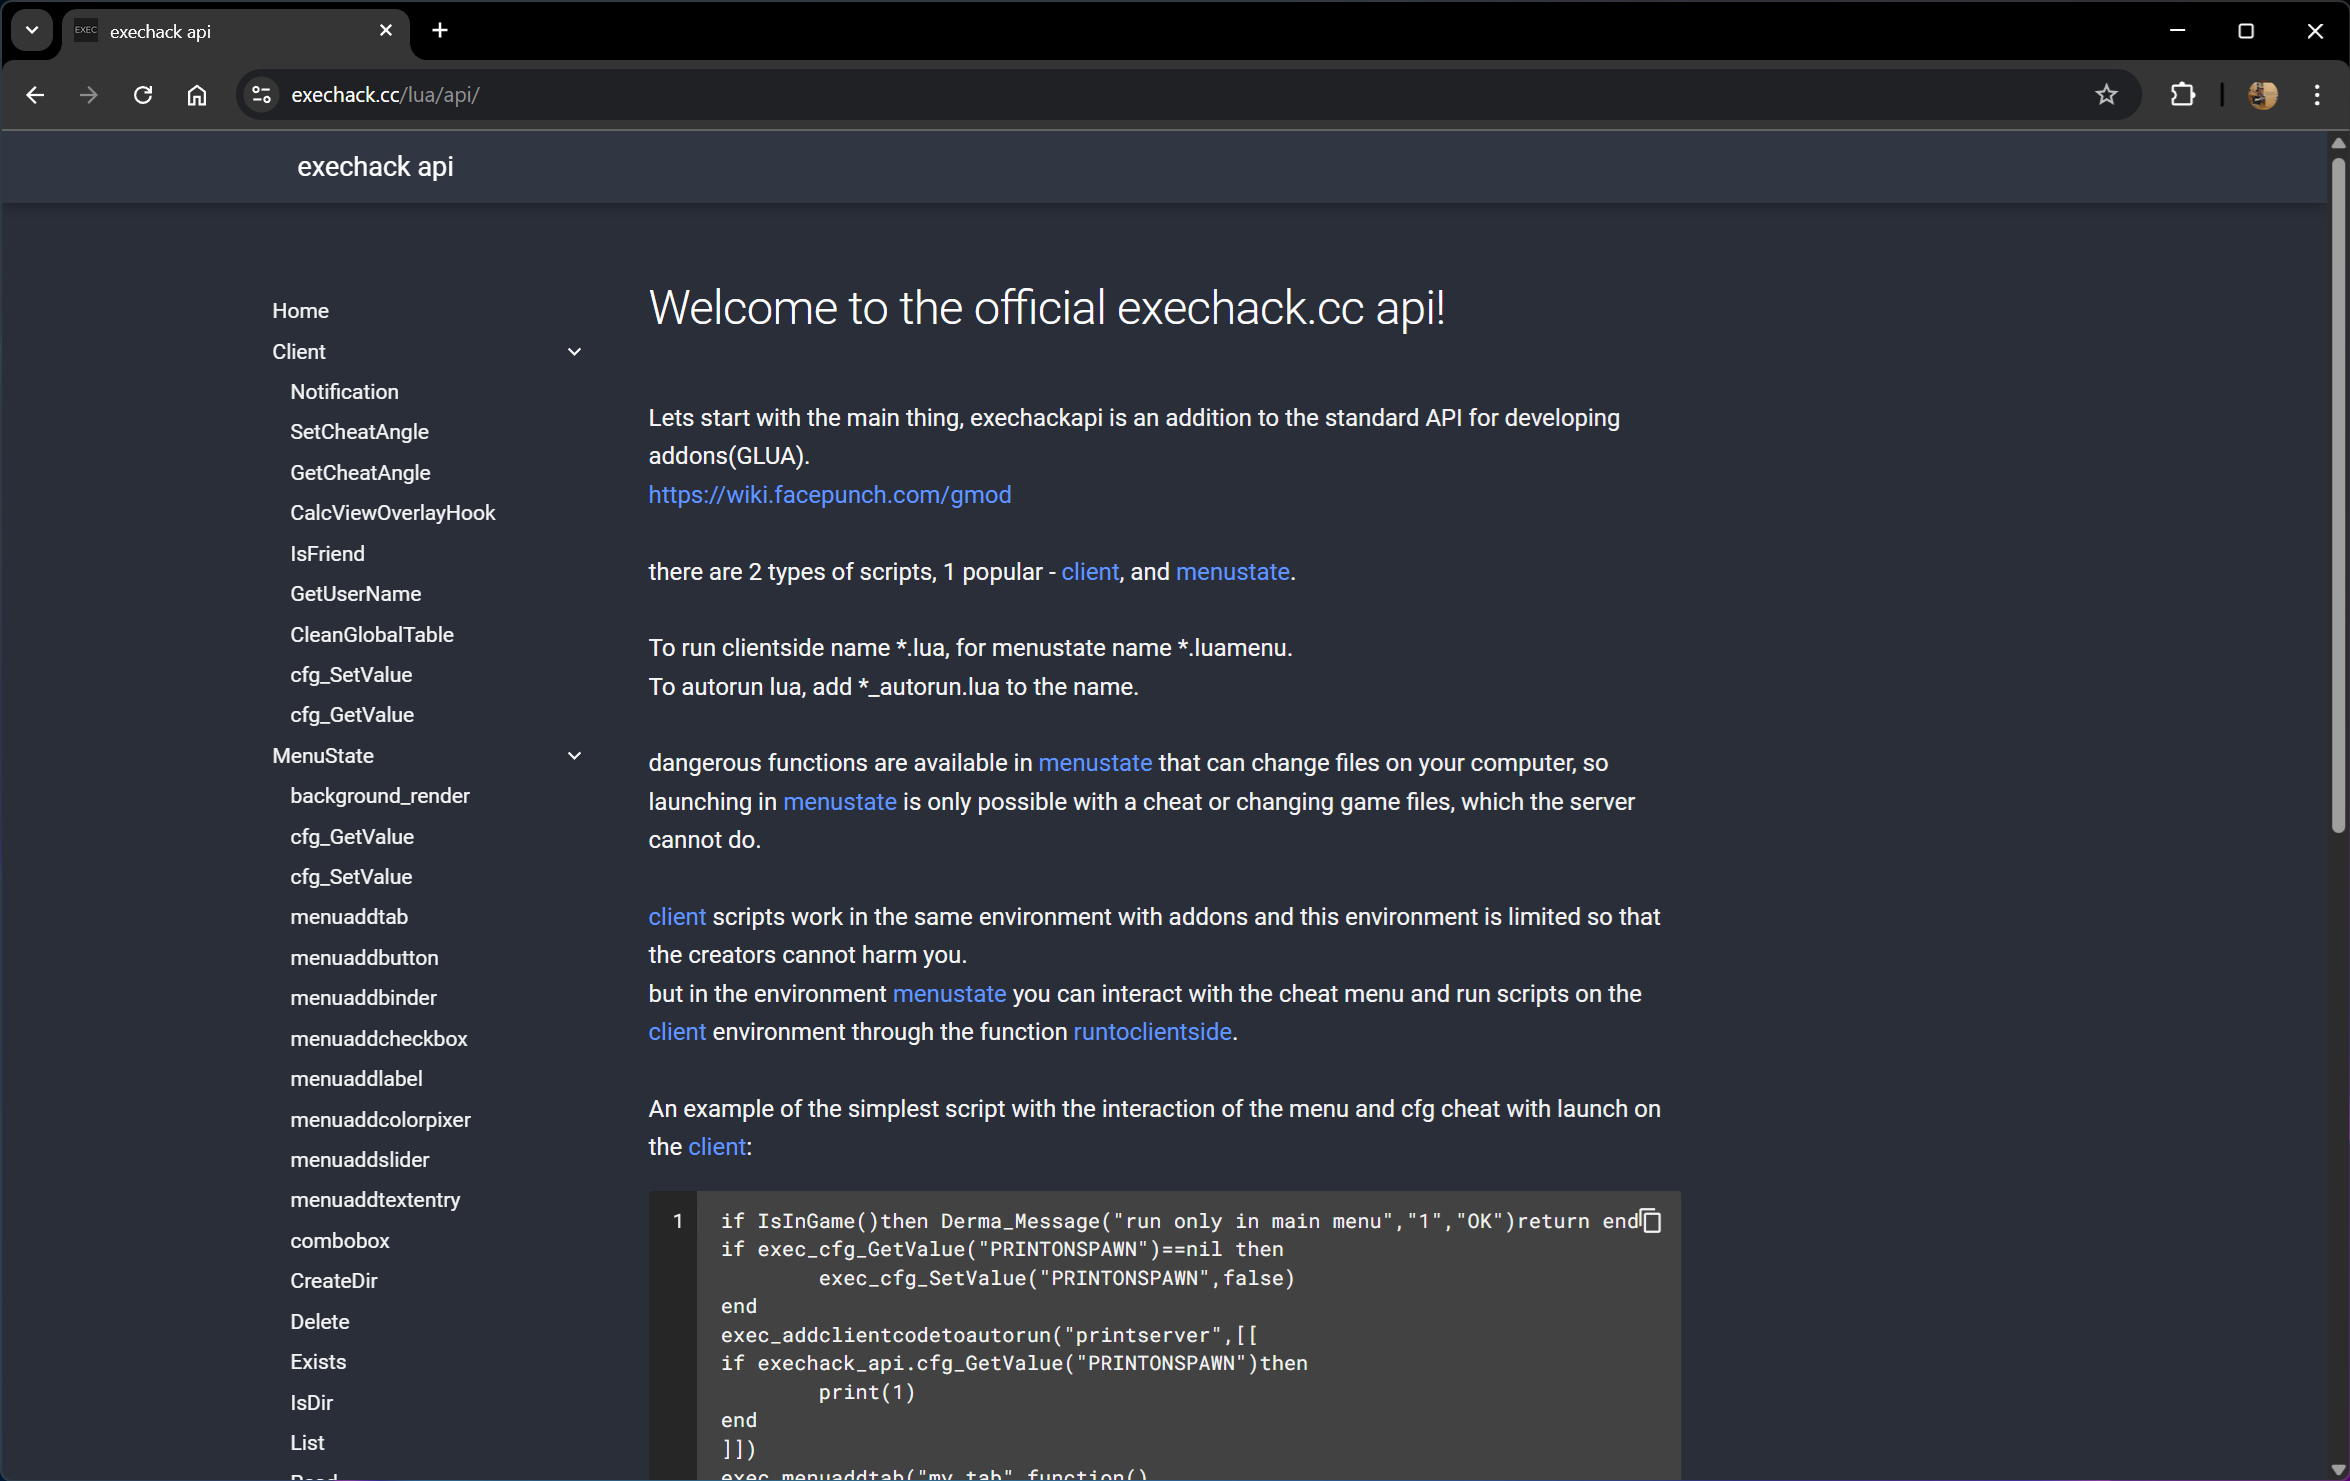 EXEC
exechack api
exechack.cc/lua/api/
exechack api
Home
Client
Notification
SetCheatAngle
GetCheatAngle
CalcViewOverlayHook
IsFriend
GetUserName
CleanGlobalTable
cfg_SetValue
cfg_GetValue
MenuState
background_render
cfg_GetValue
cfg_SetValue
menuaddtab
menuaddbutton
menuaddbinder
menuaddcheckbox
menuaddlabel
menuaddcolorpixer
menuaddslider
menuaddtextentry
combobox
CreateDir
Delete
Exists
IsDir
List
Read
Welcome to the official exechack.cc api!
Lets start with the main thing, exechackapi is an addition to the standard API for developing
addons(GLUA).
https://wiki.facepunch.com/gmod
there are 2 types of scripts, 1 popular - client, and menustate.
To run clientside name *.lua, for menustate name *.luamenu.
To autorun lua, add *_autorun.lua to the name.
dangerous functions are available in menustate that can change files on your computer, so
launching in menustate is only possible with a cheat or changing game files, which the server
cannot do.
client scripts work in the same environment with addons and this environment is limited so that
the creators cannot harm you.
but in the environment menustate you can interact with the cheat menu and run scripts on the
client environment through the function runtoclientside.
An example of the simplest script with the interaction of the menu and cfg cheat with launch on
the client:
1 if IsInGame()then Derma_Message("run only in main menu","1","OK")return end
if exec_cfg_GetValue("PRINTONSPAWN")==nil then
exec_cfg_SetValue("PRINTONSPAWN",false)
end
exec_addclientcodetoautorun("printserver",[[
if exechack_api.cfg_GetValue("PRINTONSPAWN")then
print(1)
end
]])
exec_menuaddtab("my tab",function()